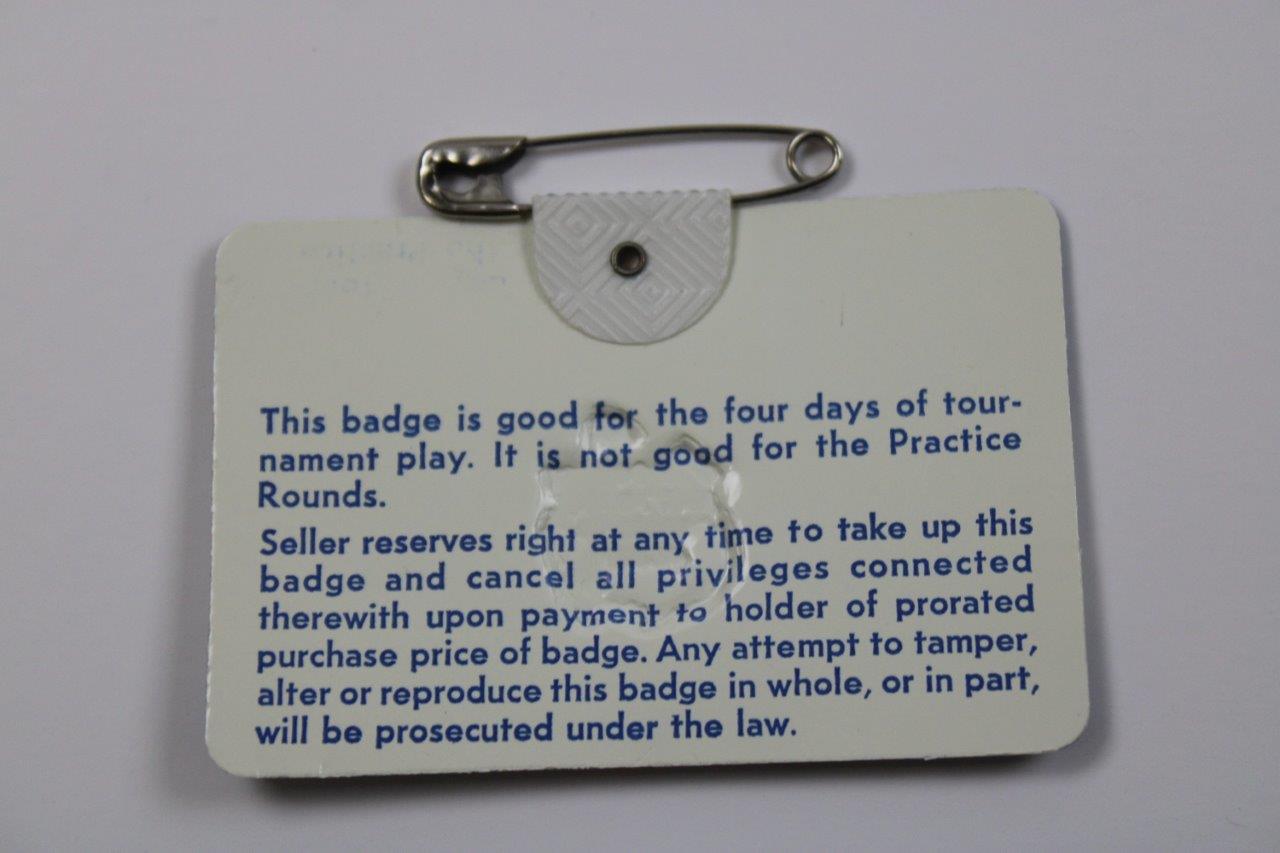 This badge is good for the four days of tour-
nament play. It is not good for the Practice
Rounds.
Seller reserves right at any time to take up this
badge and cancel all privileges connected
therewith upon payment to holder of prorated
purchase price of badge. Any attempt to tamper,
alter or reproduce this badge in whole, or in part,
will be prosecuted under the law.